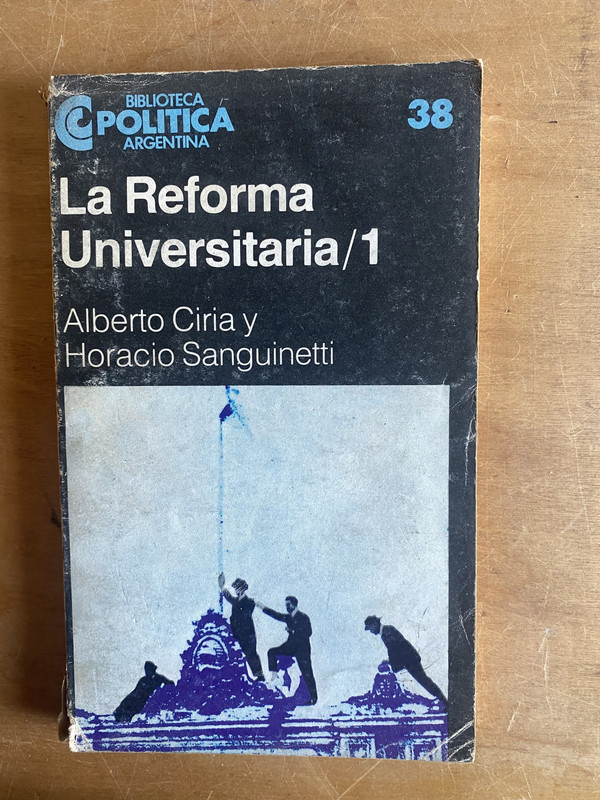 BIBLIOTECA
POLITICA
ARGENTINA
38
La Reforma
Universitaria/1
Alberto Ciria y
Horacio Sanguinetti